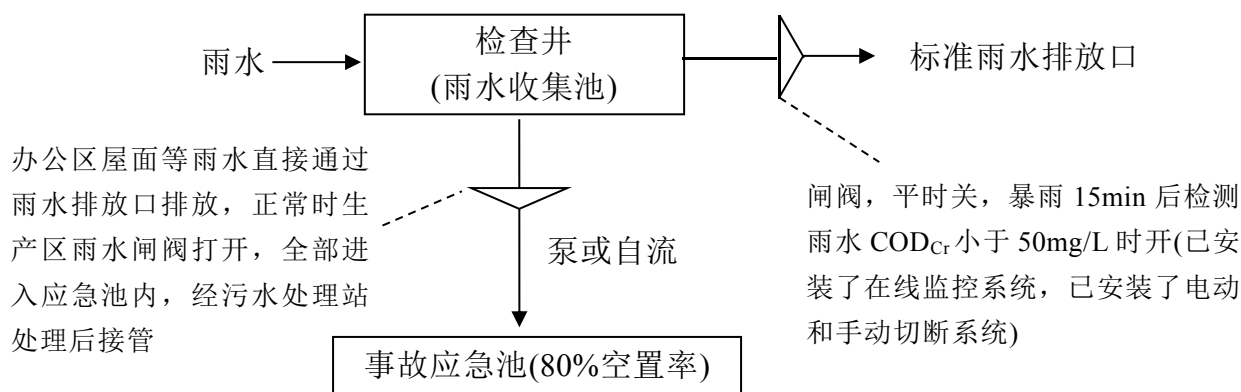 雨水
检查井
(雨水收集池)
标准雨水排放口
办公区屋面等雨水直接通过
雨水排放口排放，正常时生
产区雨水闸阀打开，全部进
入应急池内，经污水处理站
处理后接管
泵或自流
闸阀，平时关，暴雨 15min 后检测
雨水 CODCr 小于 50mg/L 时开(已安
装了在线监控系统，已安装了电动
和手动切断系统)
事故应急池(80%空置率)